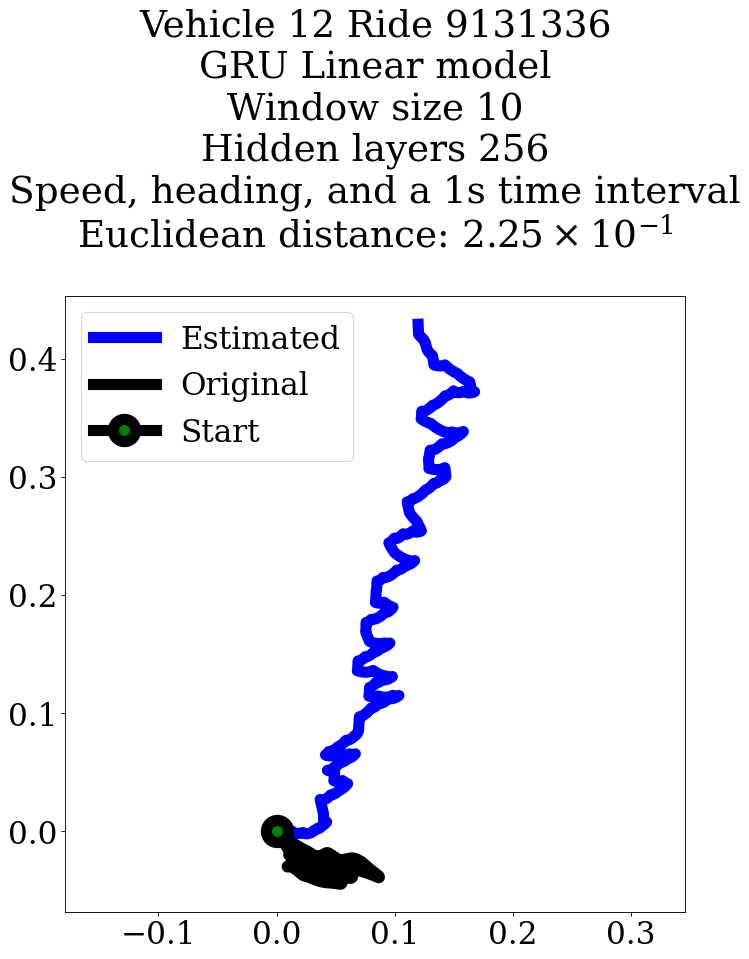 Vehicle 12 Ride 9131336
GRU Linear model
Window size 10
Hidden layers 256
Speed, heading, and a 1s time interval
Euclidean distance: 2.25 × 10⁻¹
Estimated
Original
Start
0.4
0.3
0.2
0.1
0.0
−0.1 0.0 0.1 0.2 0.3